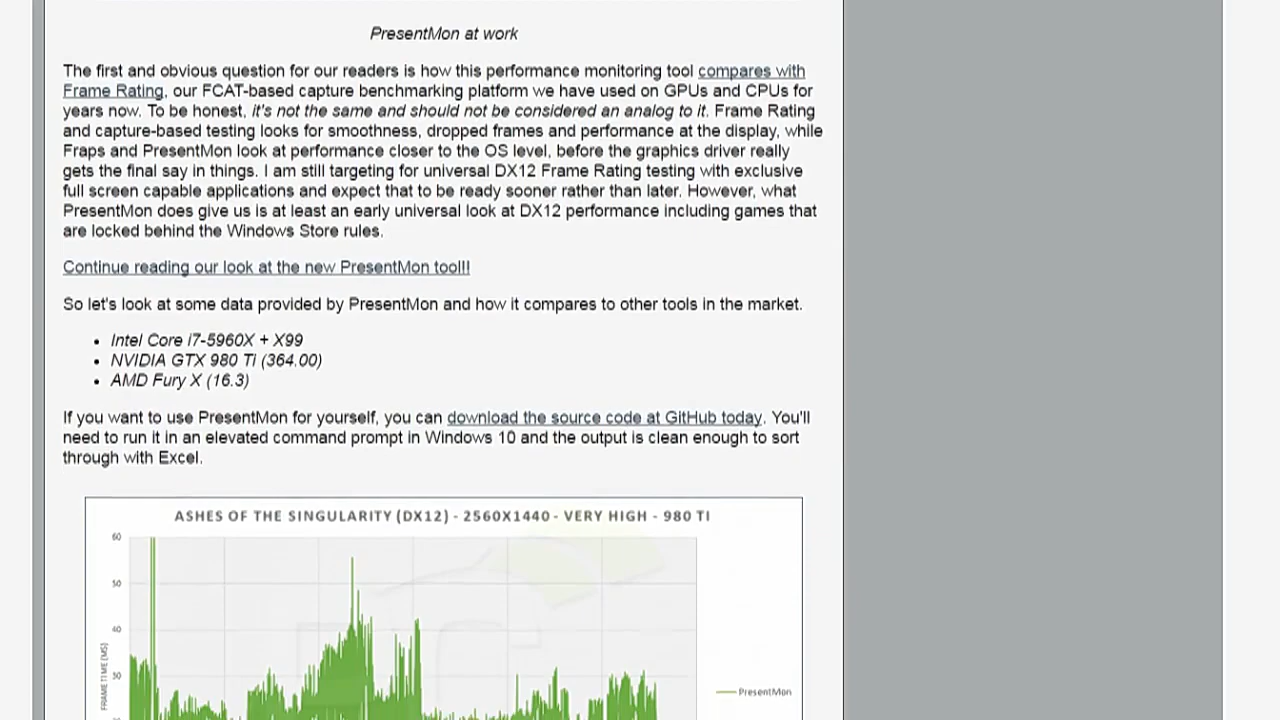 PresentMon at work
The first and obvious question for our readers is how this performance monitoring tool compares with
Frame Rating, our FCAT-based capture benchmarking platform we have used on GPUs and CPUs for
years now. To be honest, it's not the same and should not be considered an analog to it. Frame Rating
and capture-based testing looks for smoothness, dropped frames and performance at the display, while
Fraps and PresentMon look at performance closer to the OS level, before the graphics driver really
gets the final say in things. I am still targeting for universal DX12 Frame Rating testing with exclusive
full screen capable applications and expect that to be ready sooner rather than later. However, what
PresentMon does give us is at least an early universal look at DX12 performance including games that
are locked behind the Windows Store rules.
Continue reading our look at the new PresentMon tool!!
So let's look at some data provided by PresentMon and how it compares to other tools in the market.
• Intel Core i7-5960X + X99
• NVIDIA GTX 980 Ti (364.00)
• AMD Fury X (16.3)
If you want to use PresentMon for yourself, you can download the source code at GitHub today. You'll
need to run it in an elevated command prompt in Windows 10 and the output is clean enough to sort
through with Excel.
ASHES OF THE SINGULARITY (DX12) - 2560X1440 - VERY HIGH - 980 TI
60
50
40
30
FRAME TIME (MS)
PresentMon